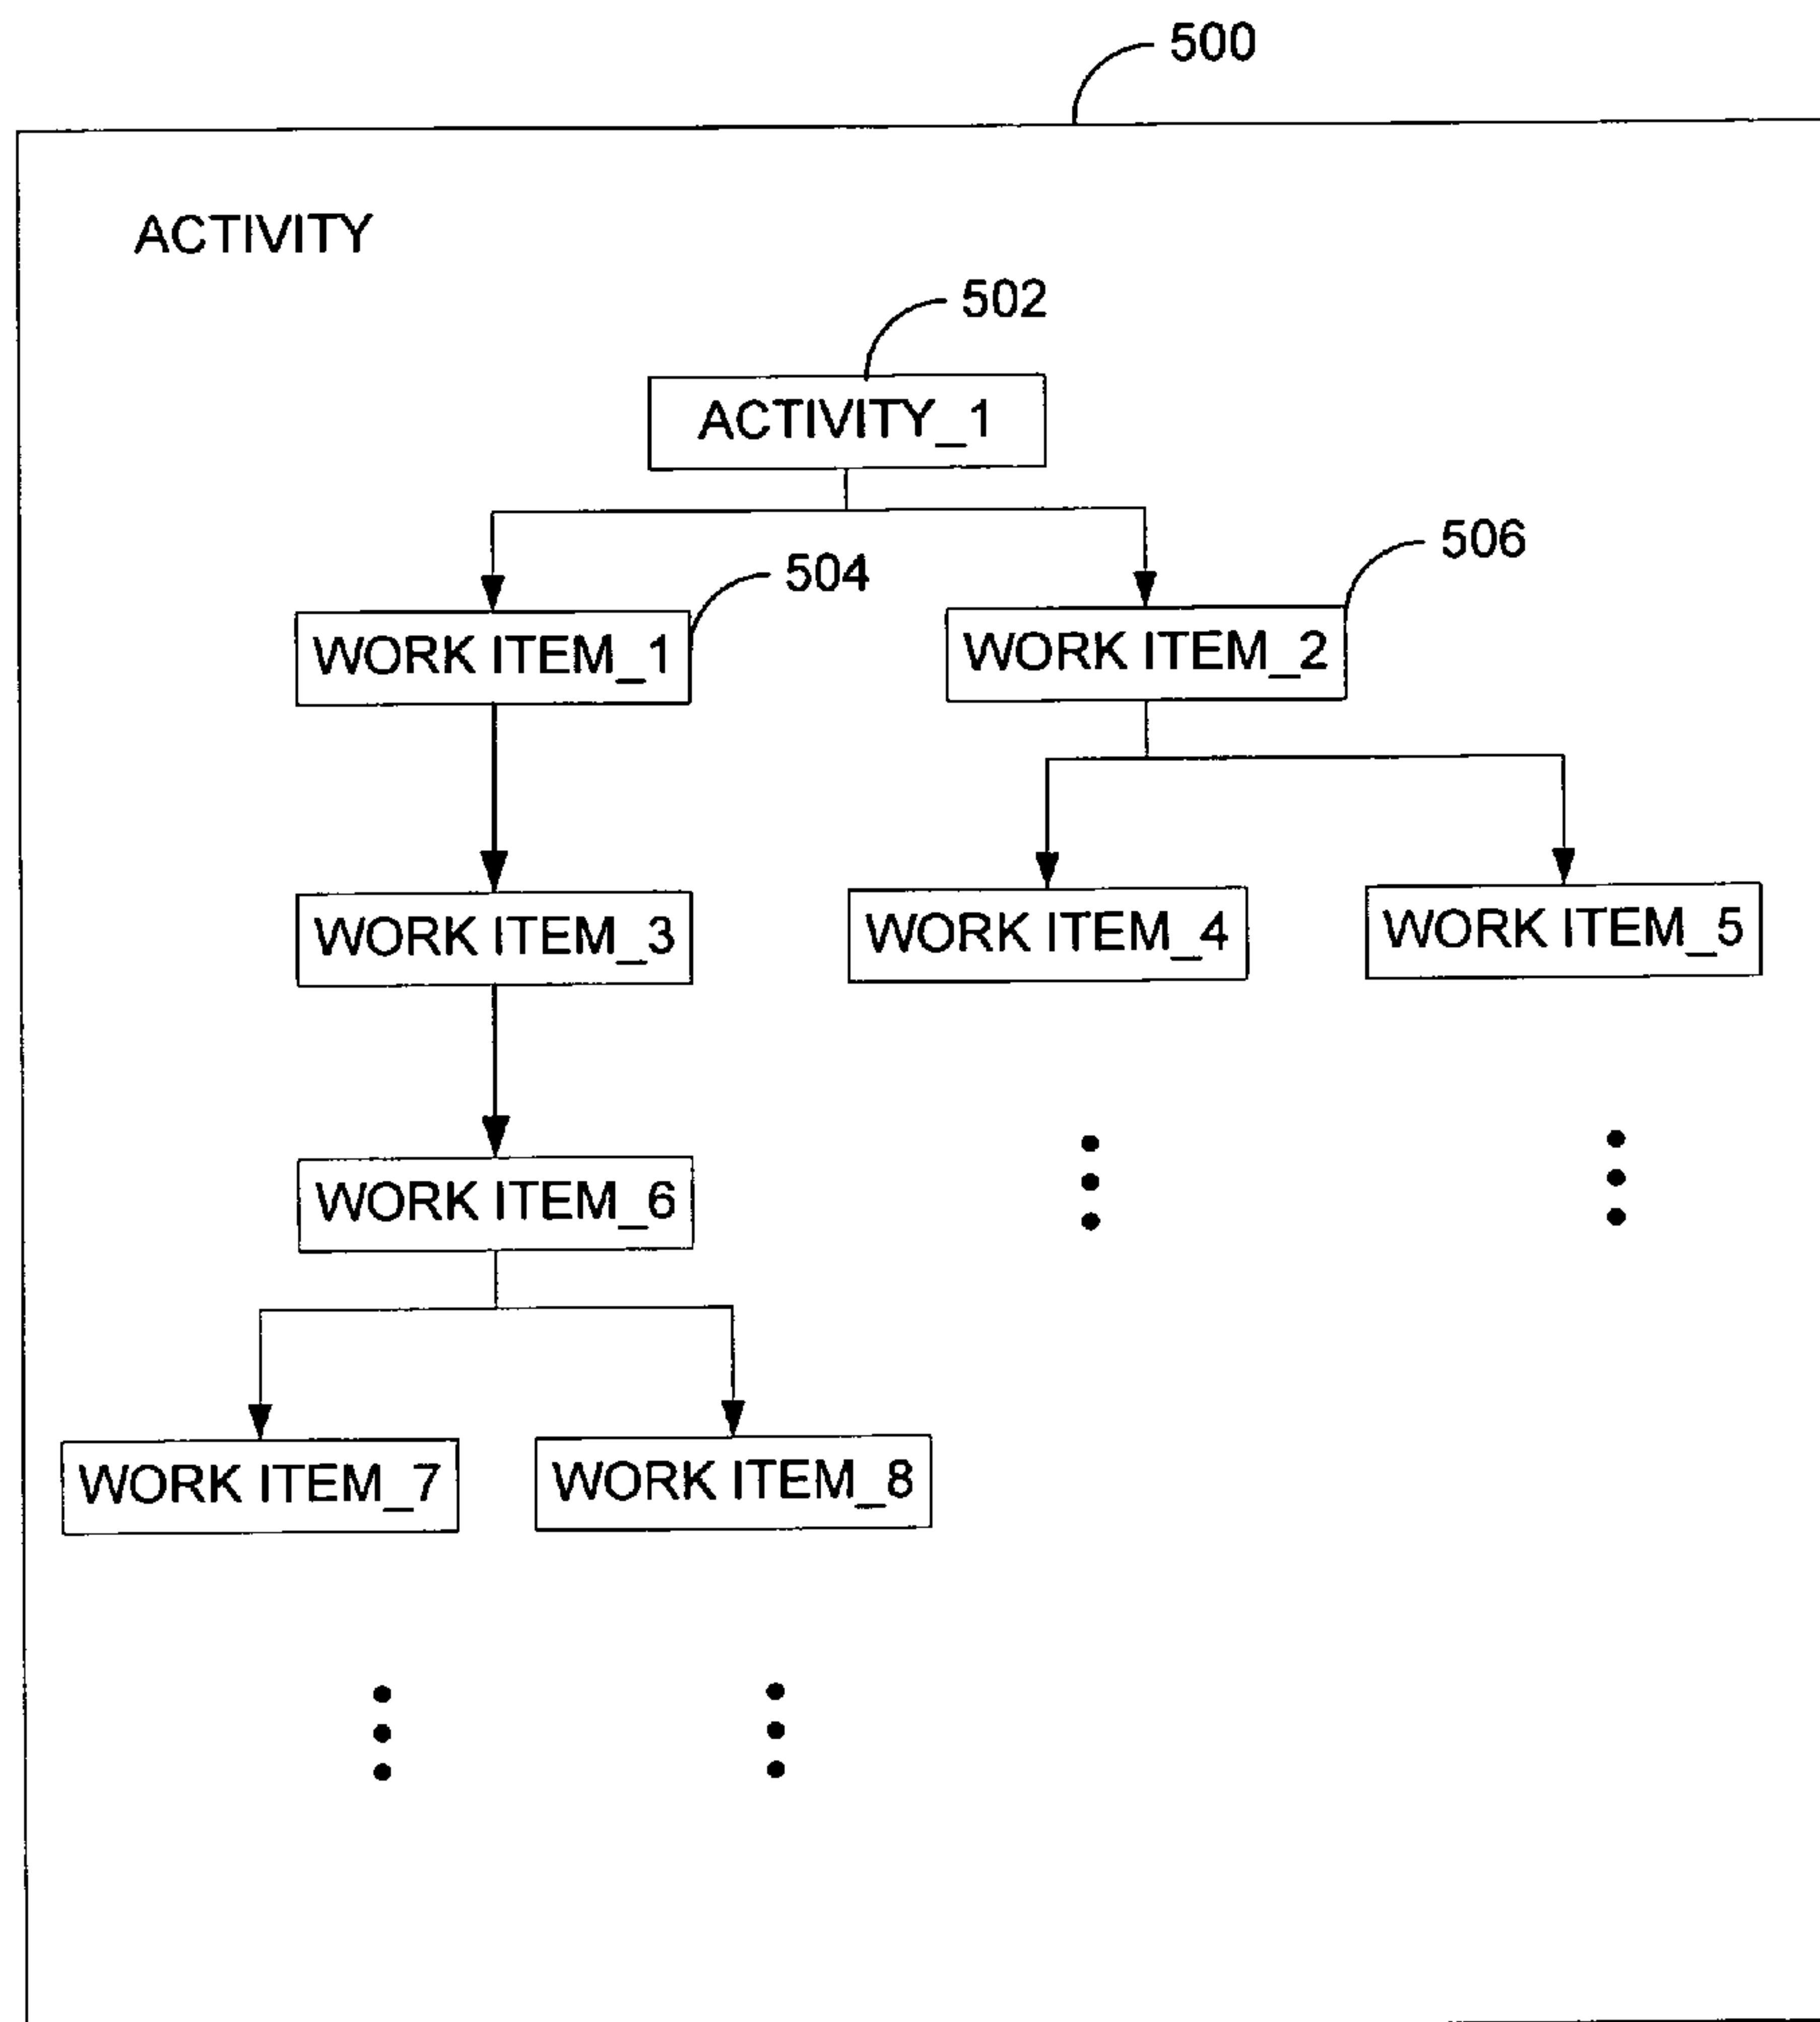 500
ACTIVITY
502
ACTIVITY_1
504
506
WORK ITEM_1
WORK ITEM_2
WORK ITEM_3
WORK ITEM_4
WORK ITEM_5
WORK ITEM_6
WORK ITEM_7
WORK ITEM_8